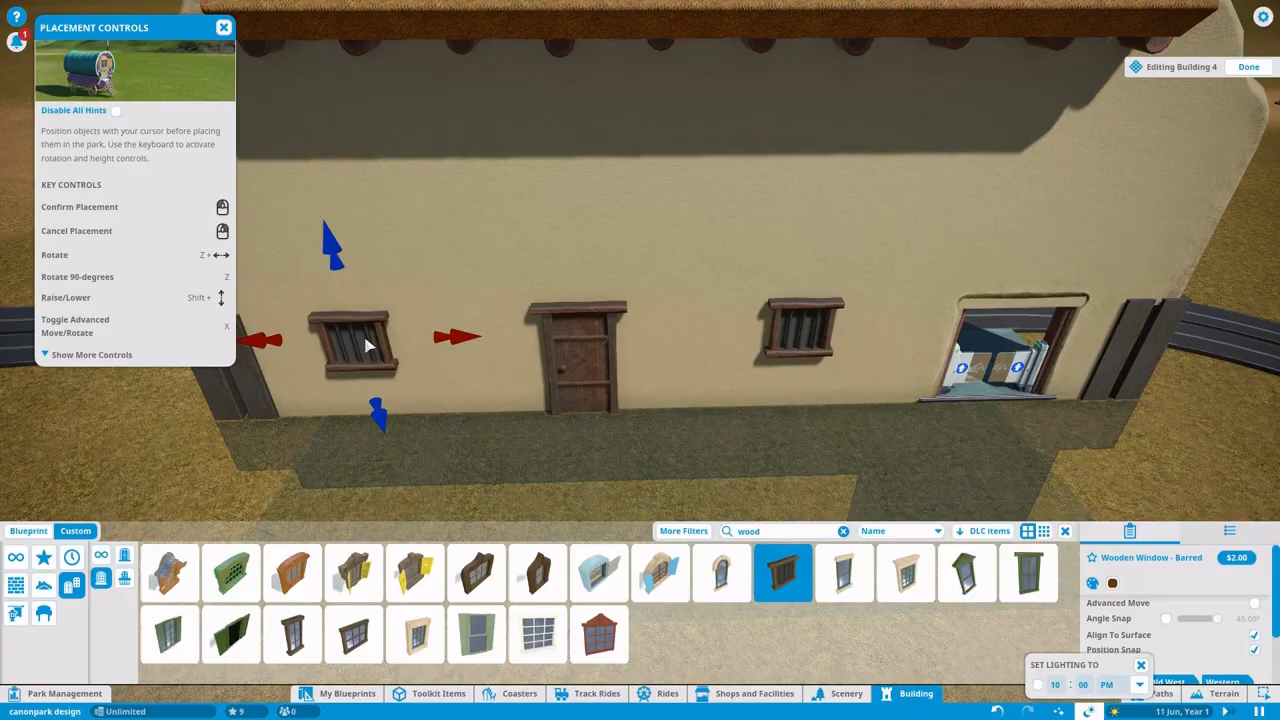 ?
PLACEMENT CONTROLS
1
Disable All Hints
Position objects with your cursor before placing
them in the park. Use the keyboard to activate
rotation and height controls.
KEY CONTROLS
Confirm Placement
Cancel Placement
Rotate Z +
Rotate 90-degrees Z
Raise/Lower Shift +
Toggle Advanced
Move/Rotate X
Show More Controls
Editing Building 4 Done
Blueprint Custom More Filters wood Name DLC items
Wooden Window - Barred $2.00
Advanced Move
Angle Snap 45.00°
Align To Surface
Position Snap
SET LIGHTING TO
10 : 00 PM
Western
Park Management My Blueprints Toolkit Items Coasters Track Rides Rides Shops and Facilities Scenery Building Paths Terrain
canonpark design Unlimited 9 0 11 Jun, Year 1